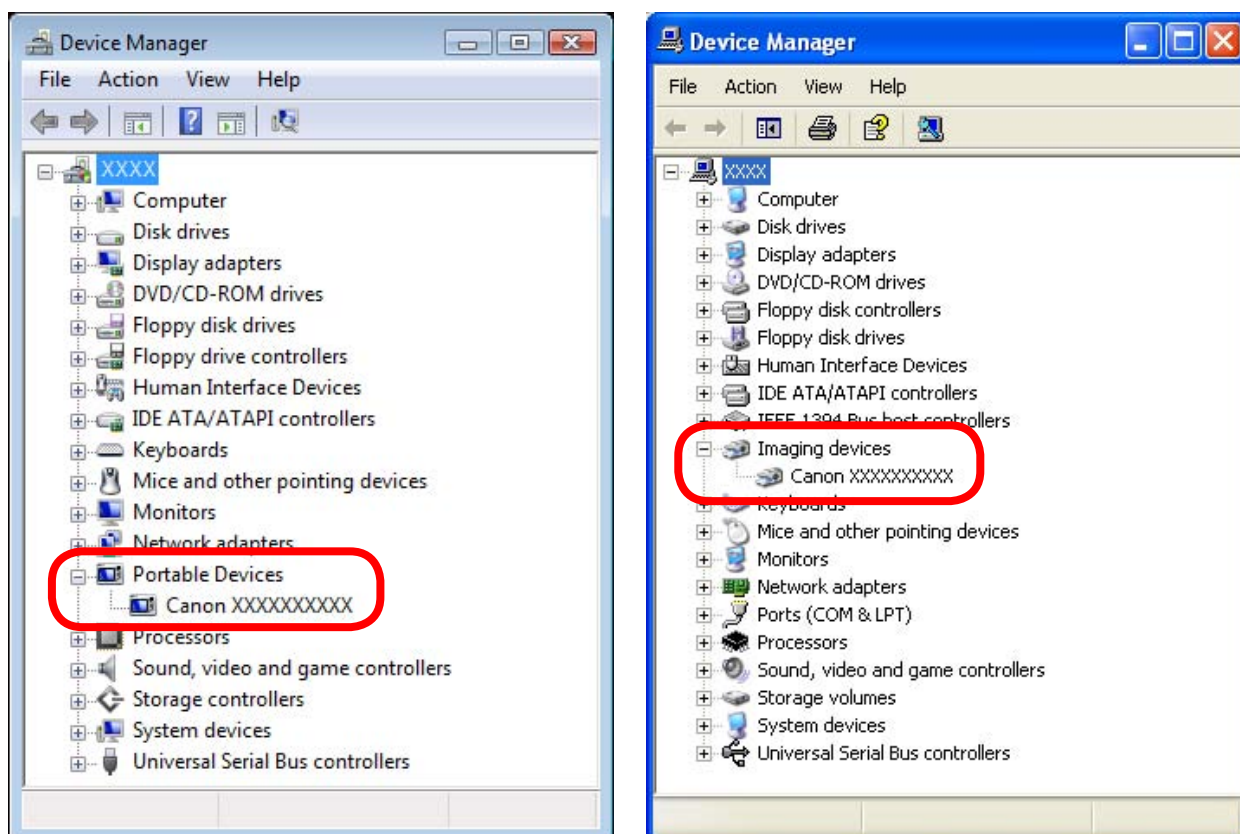 Device Manager
File Action View Help
XXXX
Computer
Disk drives
Display adapters
DVD/CD-ROM drives
Floppy disk drives
Floppy drive controllers
Human Interface Devices
IDE ATA/ATAPI controllers
Keyboards
Mice and other pointing devices
Monitors
Network adapters
Portable Devices
Canon XXXXXXXXXX
Processors
Sound, video and game controllers
Storage controllers
System devices
Universal Serial Bus controllers
Device Manager
File Action View Help
XXXX
Computer
Disk drives
Display adapters
DVD/CD-ROM drives
Floppy disk controllers
Floppy disk drives
Human Interface Devices
IDE ATA/ATAPI controllers
IEEE 1394 Bus host controllers
Imaging devices
Canon XXXXXXXXXX
Keyboards
Mice and other pointing devices
Monitors
Network adapters
Ports (COM & LPT)
Processors
Sound, video and game controllers
Storage volumes
System devices
Universal Serial Bus controllers